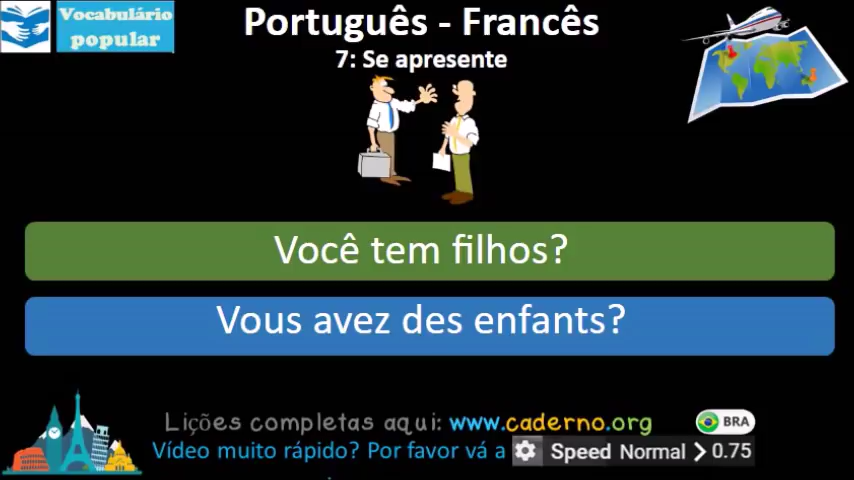 Vocabulário
popular
Português - Francês
7: Se apresente
Você tem filhos?
Vous avez des enfants?
Lições completas aqui: www.caderno.org
BRA
Vídeo muito rápido? Por favor vá a Speed Normal > 0.75